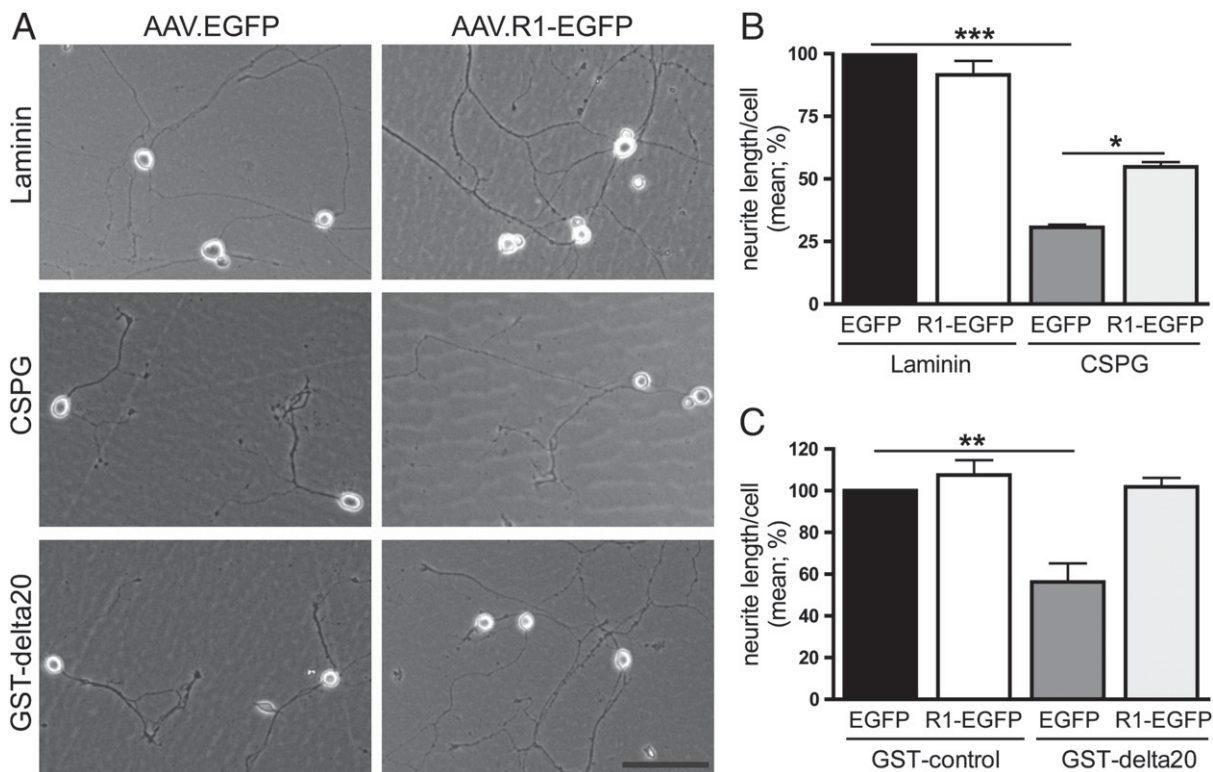 A
AAV.EGFP
AAV.R1-EGFP
Laminin
CSPG
GST-delta20
B
neurite length/cell
(mean; %)
100
75
50
25
0
***
*
EGFP R1-EGFP EGFP R1-EGFP
Laminin CSPG
C
neurite length/cell
(mean; %)
120
100
80
60
40
20
0
**
EGFP R1-EGFP EGFP R1-EGFP
GST-control GST-delta20